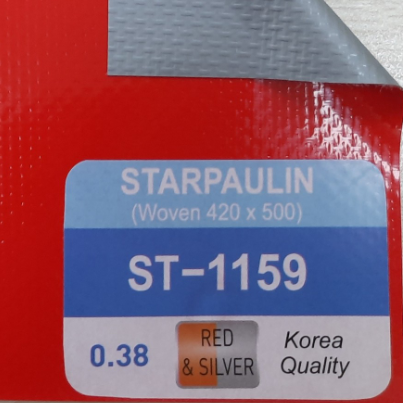 STARPAULIN
(Woven 420 x 500)
ST-1159
0.38
RED
& SILVER
Korea
Quality